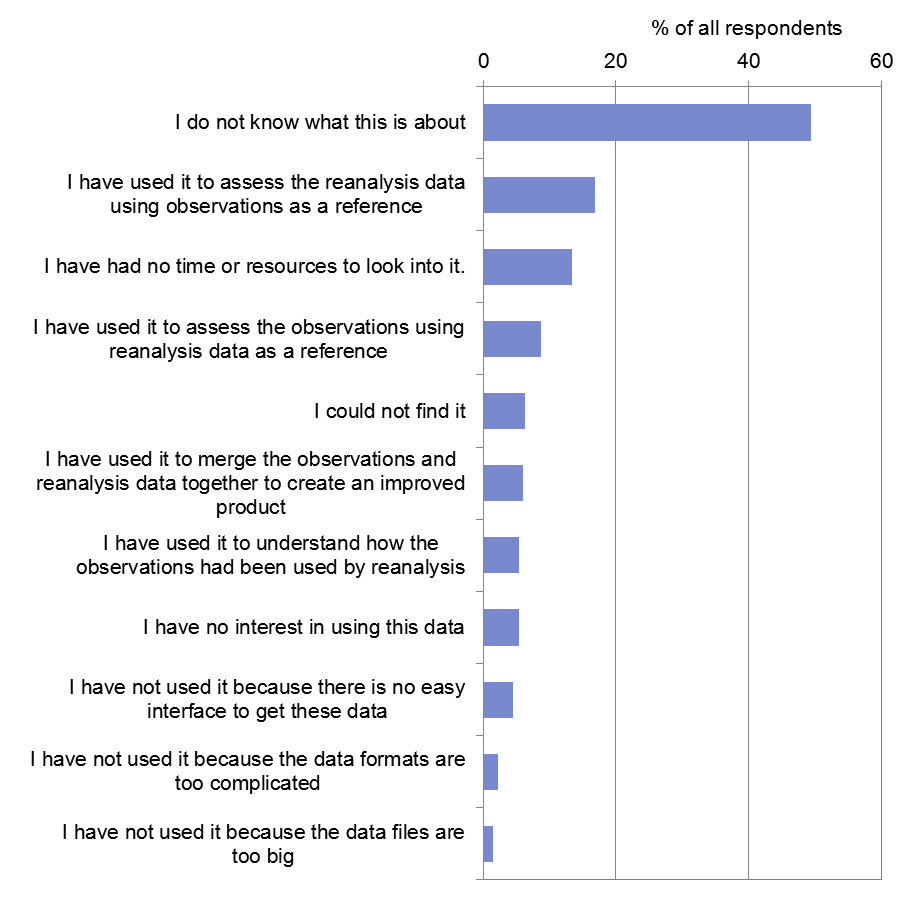 % of all respondents
0 20 40 60
I do not know what this is about
I have used it to assess the reanalysis data
using observations as a reference
I have had no time or resources to look into it.
I have used it to assess the observations using
reanalysis data as a reference
I could not find it
I have used it to merge the observations and
reanalysis data together to create an improved
product
I have used it to understand how the
observations had been used by reanalysis
I have no interest in using this data
I have not used it because there is no easy
interface to get these data
I have not used it because the data formats are
too complicated
I have not used it because the data files are
too big